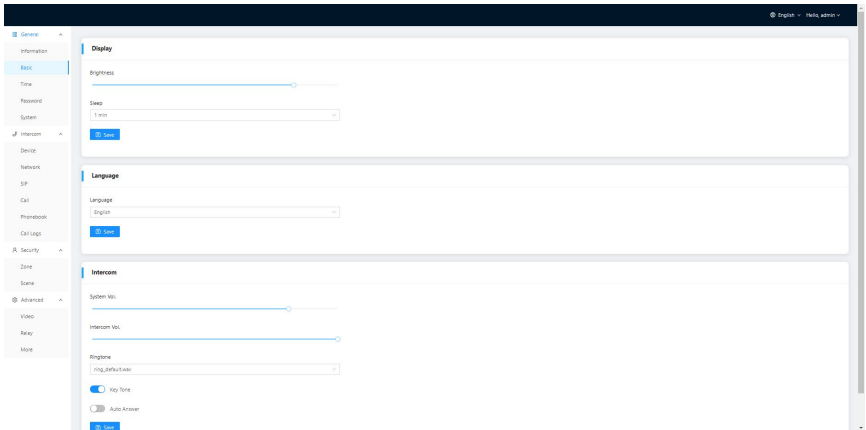 English
Hello, admin
General
Information
Basic
Time
Password
System
Intercom
Device
Network
SIP
Call
Phonebook
Call Logs
Security
Zone
Scene
Advanced
Video
Relay
More
Display
Brightness
Sleep
1 min
Save
Language
Language
English
Save
Intercom
System Vol.
Intercom Vol.
Ringtone
ring_default.wav
Key Tone
Auto Answer
Save